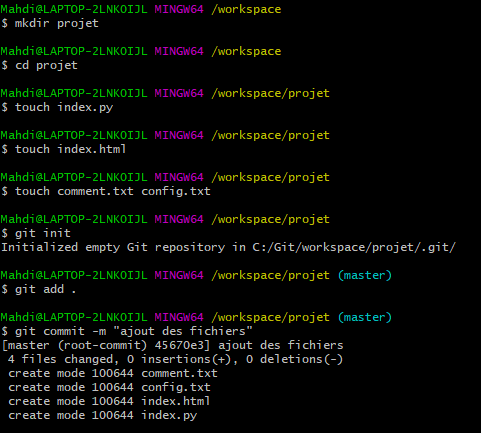 Mahdi@LAPTOP-2LNKOIJL MINGW64 /workspace
$ mkdir projet
Mahdi@LAPTOP-2LNKOIJL MINGW64 /workspace
$ cd projet
Mahdi@LAPTOP-2LNKOIJL MINGW64 /workspace/projet
$ touch index.py
Mahdi@LAPTOP-2LNKOIJL MINGW64 /workspace/projet
$ touch index.html
Mahdi@LAPTOP-2LNKOIJL MINGW64 /workspace/projet
$ touch comment.txt config.txt
Mahdi@LAPTOP-2LNKOIJL MINGW64 /workspace/projet
$ git init
Initialized empty Git repository in C:/Git/workspace/projet/.git/
Mahdi@LAPTOP-2LNKOIJL MINGW64 /workspace/projet (master)
$ git add .
Mahdi@LAPTOP-2LNKOIJL MINGW64 /workspace/projet (master)
$ git commit -m "ajout des fichiers"
[master (root-commit) 45670e3] ajout des fichiers
 4 files changed, 0 insertions(+), 0 deletions(-)
 create mode 100644 comment.txt
 create mode 100644 config.txt
 create mode 100644 index.html
 create mode 100644 index.py